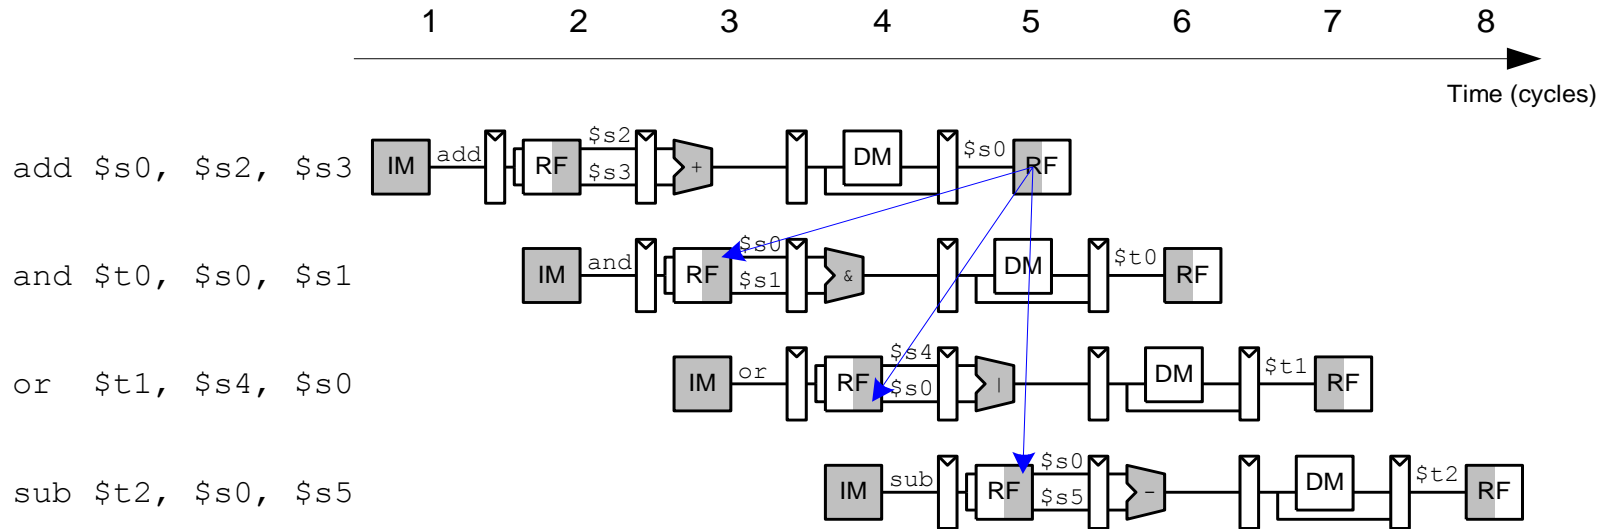 1 2 3 4 5 6 7 8
Time (cycles)
add $s0, $s2, $s3 IM add RF $s2 $s3 + DM $s0 RF
and $t0, $s0, $s1 IM and RF $s0 $s1 & DM $t0 RF
or $t1, $s4, $s0 IM or RF $s4 $s0 | DM $t1 RF
sub $t2, $s0, $s5 IM sub RF $s0 $s5 - DM $t2 RF